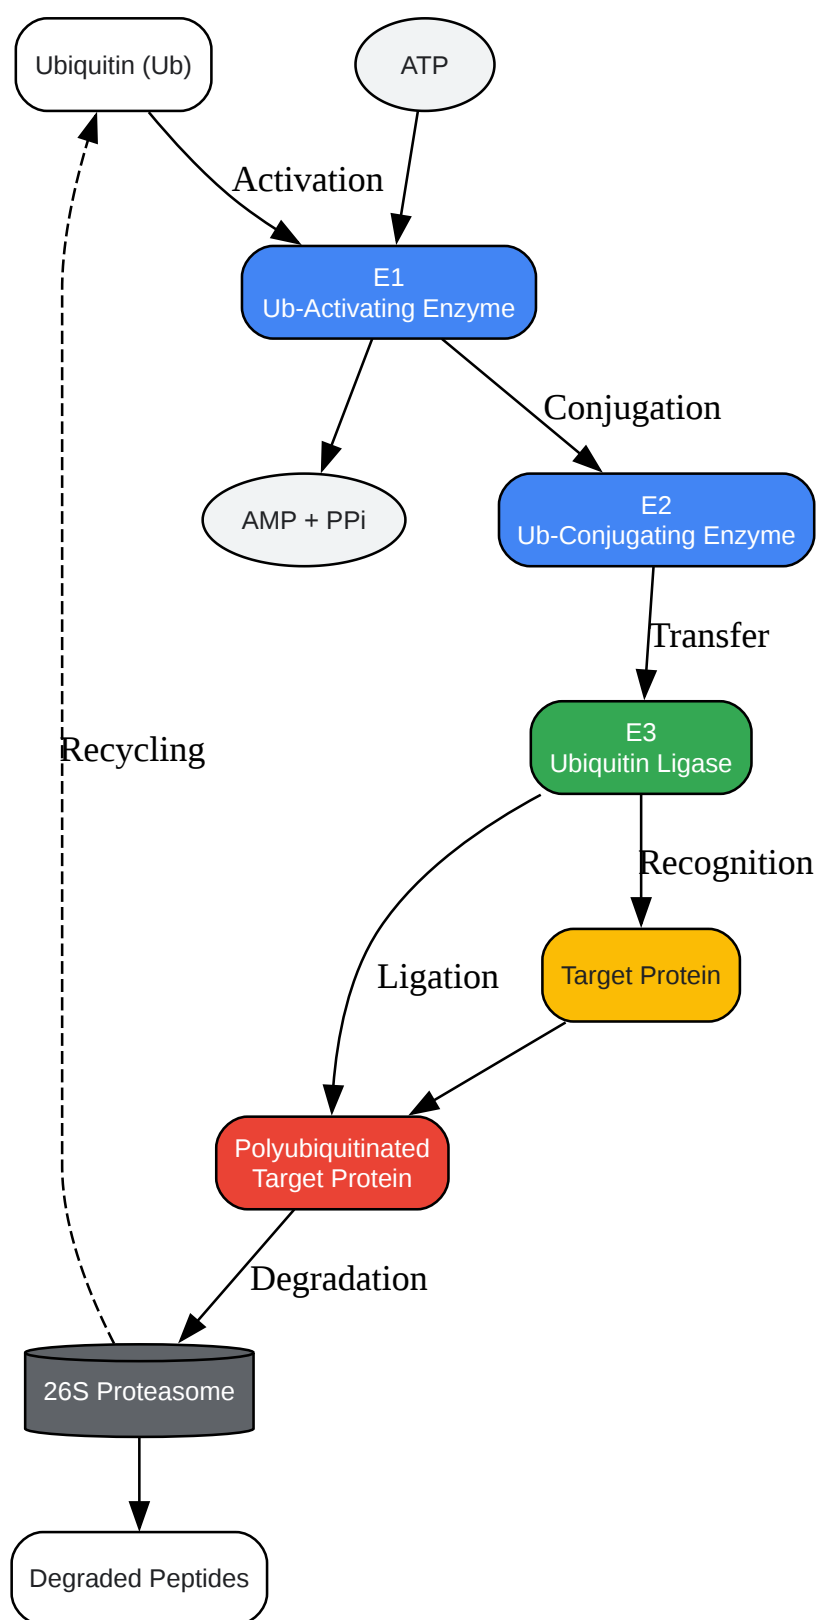 Ubiquitin (Ub)
ATP
Activation
E1
Ub-Activating Enzyme
Conjugation
AMP + PPi
E2
Ub-Conjugating Enzyme
Transfer
E3
Ubiquitin Ligase
Recycling
Recognition
Ligation
Target Protein
Polyubiquitinated
Target Protein
Degradation
26S Proteasome
Degraded Peptides